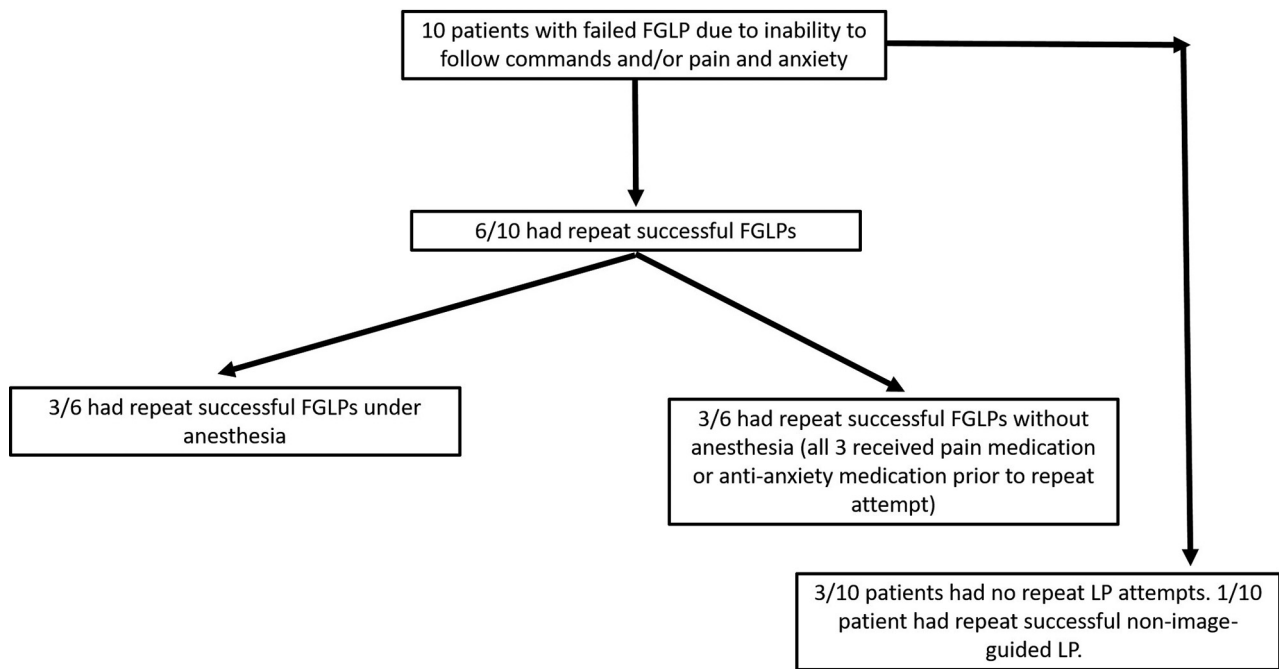 10 patients with failed FGLP due to inability to
follow commands and/or pain and anxiety
6/10 had repeat successful FGLPs
3/6 had repeat successful FGLPs under
anesthesia
3/6 had repeat successful FGLPs without
anesthesia (all 3 received pain medication
or anti-anxiety medication prior to repeat
attempt)
3/10 patients had no repeat LP attempts. 1/10
patient had repeat successful non-image-
guided LP.